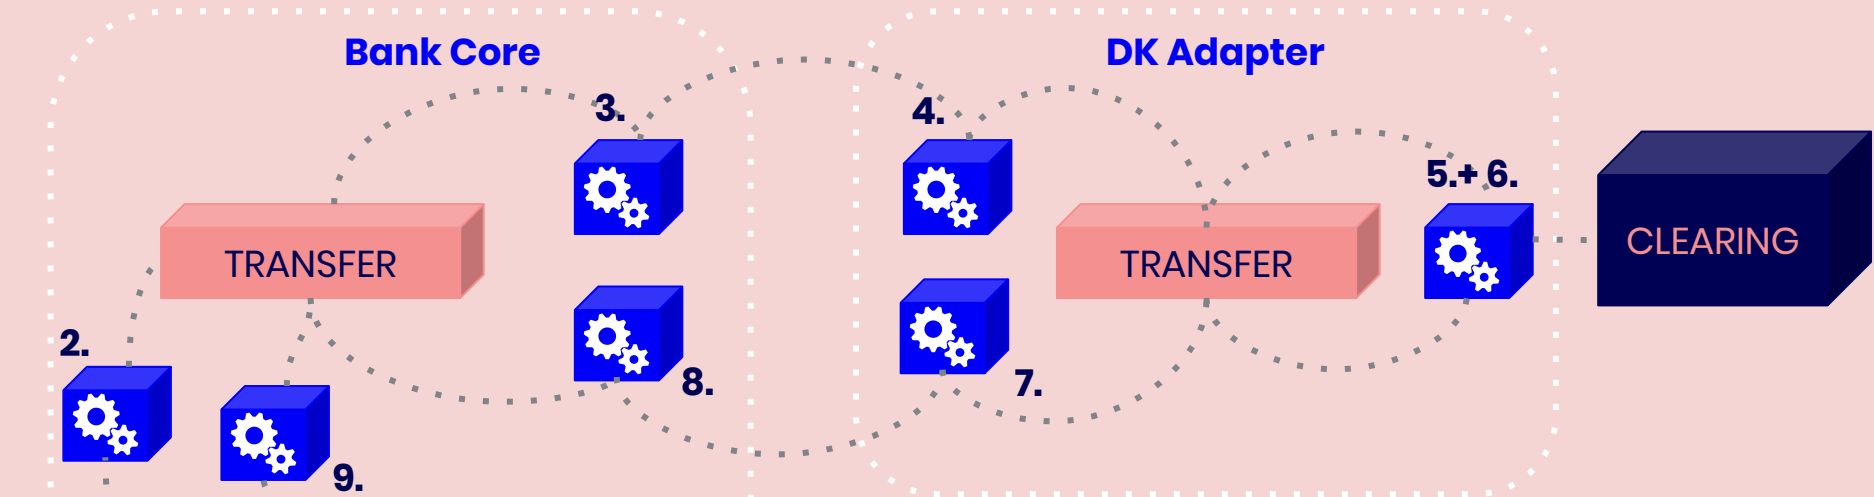 Bank Core
DK Adapter
3.
4.
5.+ 6.
TRANSFER
TRANSFER
CLEARING
2.
8.
7.
9.